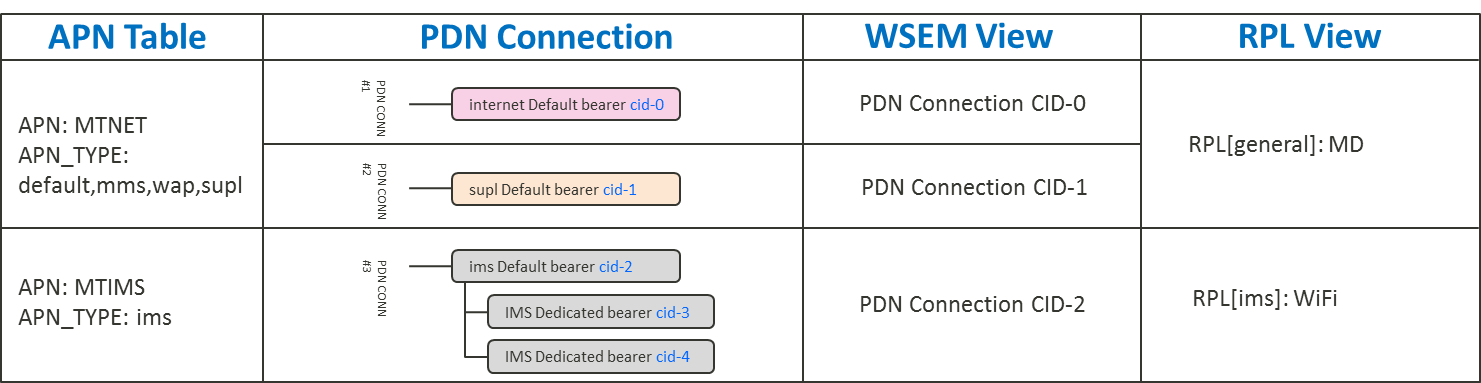 APN Table
PDN Connection
WSEM View
RPL View
APN: MTNET
APN_TYPE:
default,mms,wap,supl
PDN CONN
#1
internet Default bearer cid-0
PDN Connection CID-0
RPL[general]: MD
PDN CONN
#2
supl Default bearer cid-1
PDN Connection CID-1
APN: MTIMS
APN_TYPE: ims
PDN CONN
#3
ims Default bearer cid-2
IMS Dedicated bearer cid-3
IMS Dedicated bearer cid-4
PDN Connection CID-2
RPL[ims]: WiFi